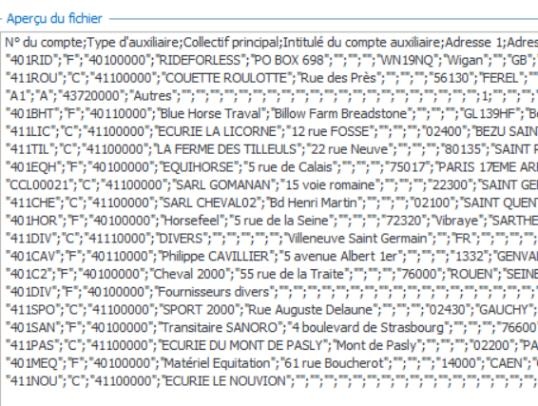 Aperçu du fichier
N° du compte;Type d'auxiliaire;Collectif principal;Intitulé du compte auxiliaire;Adresse 1;Adres
"401RID";"F";"40100000";"RIDEFORLESS";"PO BOX 698";"";"";"";"WN19NQ";"Wigan";"";"GB";
"411ROU";"C";"41100000";"COUETTE ROULOTTE";"Rue des Près";"";"";"";"56130";"FEREL";"";"
"A1";"A";"43720000";"Autres";"";"";"";"";"";"";"";"";"";"";"";"";"";"";1;"";"";"";
"401BHT";"F";"40110000";"Blue Horse Traval";"Billow Farm Breadstone";"";"";"";"GL139HF";"Be
"411LIC";"C";"41100000";"ECURIE LA LICORNE";"12 rue FOSSE";"";"";"";"02400";"BEZU SAIN
"411TIL";"C";"41100000";"LA FERME DES TILLEULS";"22 rue Neuve";"";"";"";"80135";"SAINT R
"401EQH";"F";"40100000";"EQUIHORSE";"5 rue de Calais";"";"";"";"75017";"PARIS 17EME AR
"CCL00021";"C";"41100000";"SARL GOMANAN";"15 voie romaine";"";"";"";"22300";"SAINT GE
"411CHE";"C";"41100000";"SARL CHEVAL02";"Bd Henri Martin";"";"";"";"02100";"SAINT QUEN
"401HOR";"F";"40100000";"Horsefeel";"5 rue de la Seine";"";"";"";"72320";"Vibraye";"SARTHE
"411DIV";"C";"41110000";"DIVERS";"";"";"";"";"";"Villeneuve Saint Germain";"";"FR";"";"";"";
"401CAV";"F";"40110000";"Philippe CAVILLIER";"5 avenue Albert 1er";"";"";"";"1332";"GENVA
"401C2";"F";"40100000";"Cheval 2000";"55 rue de la Traite";"";"";"";"76000";"ROUEN";"SEINE
"401DIV";"F";"40100000";"Fournisseurs divers";"";"";"";"";"";"";"";"";"";"";"";"";"";"";"";"";
"411SPO";"C";"41100000";"SPORT 2000";"Rue Auguste Delaune";"";"";"";"02430";"GAUCHY";
"401SAN";"F";"40100000";"Transitaire SANORO";"4 boulevard de Strasbourg";"";"";"";"76600"
"411PAS";"C";"41100000";"ECURIE DU MONT DE PASLY";"Mont de Pasly";"";"";"";"02200";"PA
"401MEQ";"F";"40100000";"Matériel Equitation";"61 rue Boucherot";"";"";"";"14000";"CAEN";"
"411NOU";"C";"41100000";"ECURIE LE NOUVION";"";"";"";"";"";"";"";"";"";"";"";"";"";"";"";